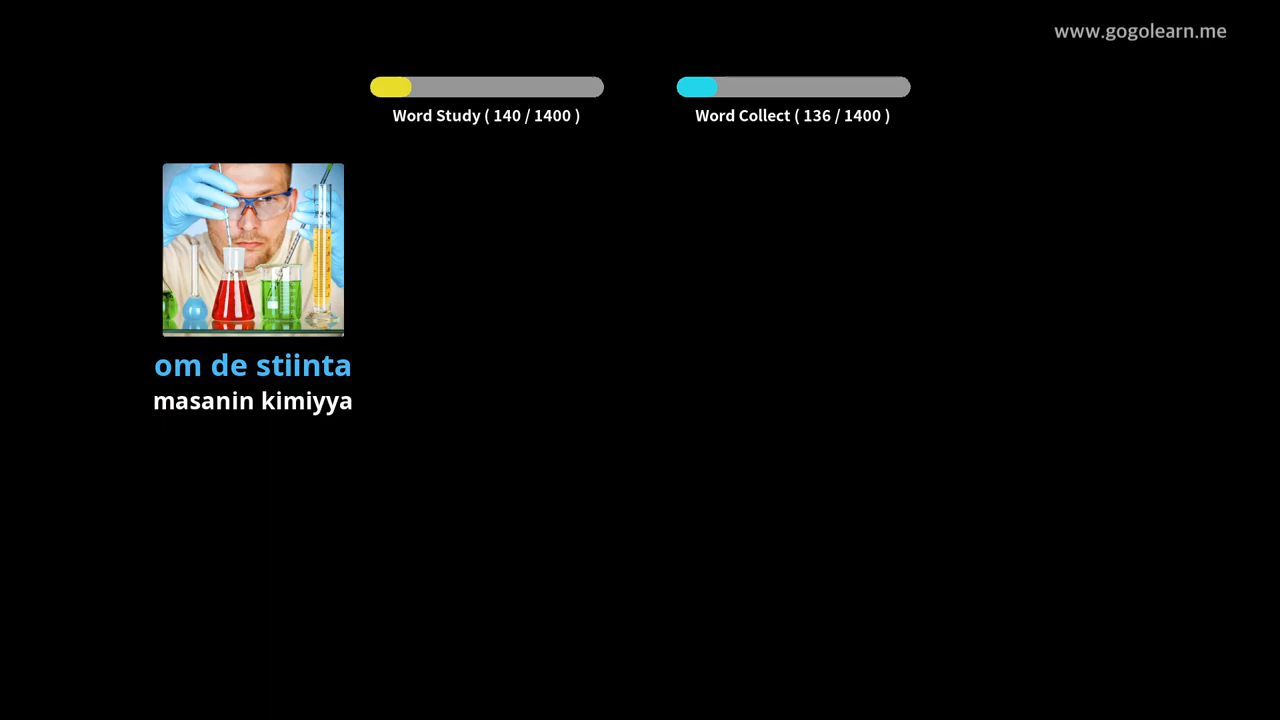 www.gogolearn.me
Word Study ( 140 / 1400 )
Word Collect ( 136 / 1400 )
om de stiinta
masanin kimiyya